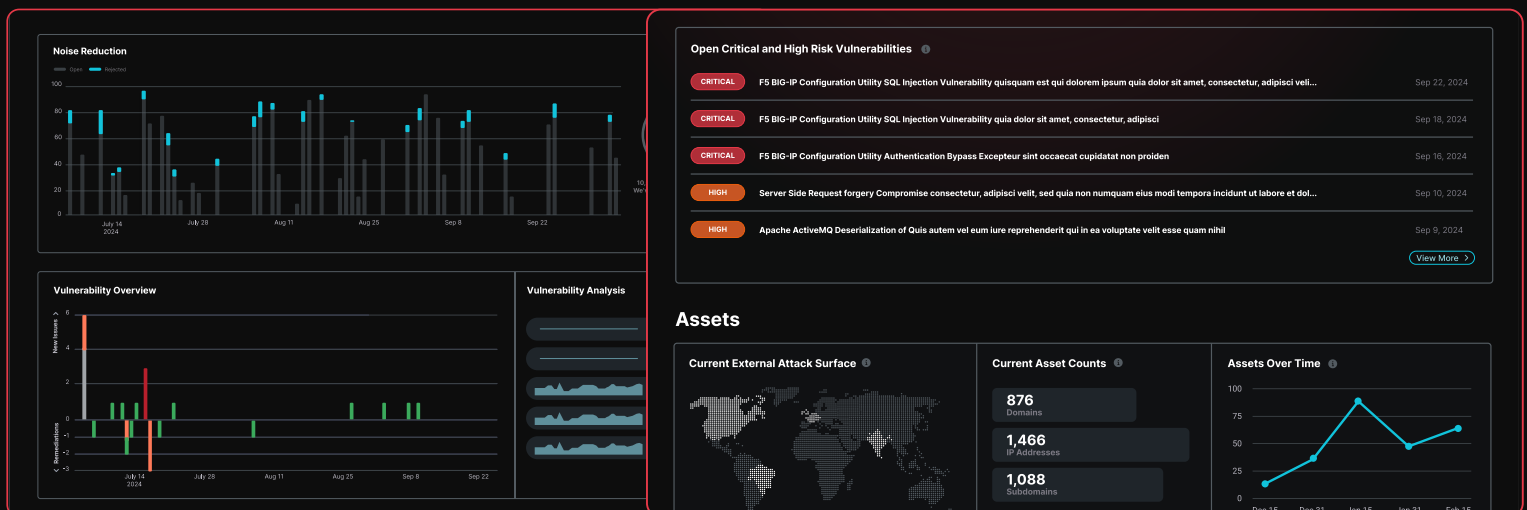 Noise Reduction
Open Rejected
100
80
60
40
20
0
July 14
2024
July 28
Aug 11
Aug 25
Sep 8
Sep 22
10,
Vulnerability Overview
New Issues
Remediations
6
4
2
0
-1
-2
-3
July 14
2024
July 28
Aug 11
Aug 25
Sep 8
Sep 22
Vulnerability Analysis
Open Critical and High Risk Vulnerabilities
CRITICAL F5 BIG-IP Configuration Utility SQL Injection Vulnerability quisquam est qui dolorem ipsum quia dolor sit amet, consectetur, adipisci veli... Sep 22, 2024
CRITICAL F5 BIG-IP Configuration Utility SQL Injection Vulnerability quia dolor sit amet, consectetur, adipisci Sep 18, 2024
CRITICAL F5 BIG-IP Configuration Utility Authentication Bypass Excepteur sint occaecat cupidatat non proiden Sep 16, 2024
HIGH Server Side Request forgery Compromise consectetur, adipisci velit, sed quia non numquam eius modi tempora incidunt ut labore et dol... Sep 10, 2024
HIGH Apache ActiveMQ Deserialization of Quis autem vel eum iure reprehenderit qui in ea voluptate velit esse quam nihil Sep 9, 2024
View More
Assets
Current External Attack Surface
Current Asset Counts
876
Domains
1,466
IP Addresses
1,088
Subdomains
Assets Over Time
100
75
50
25
0